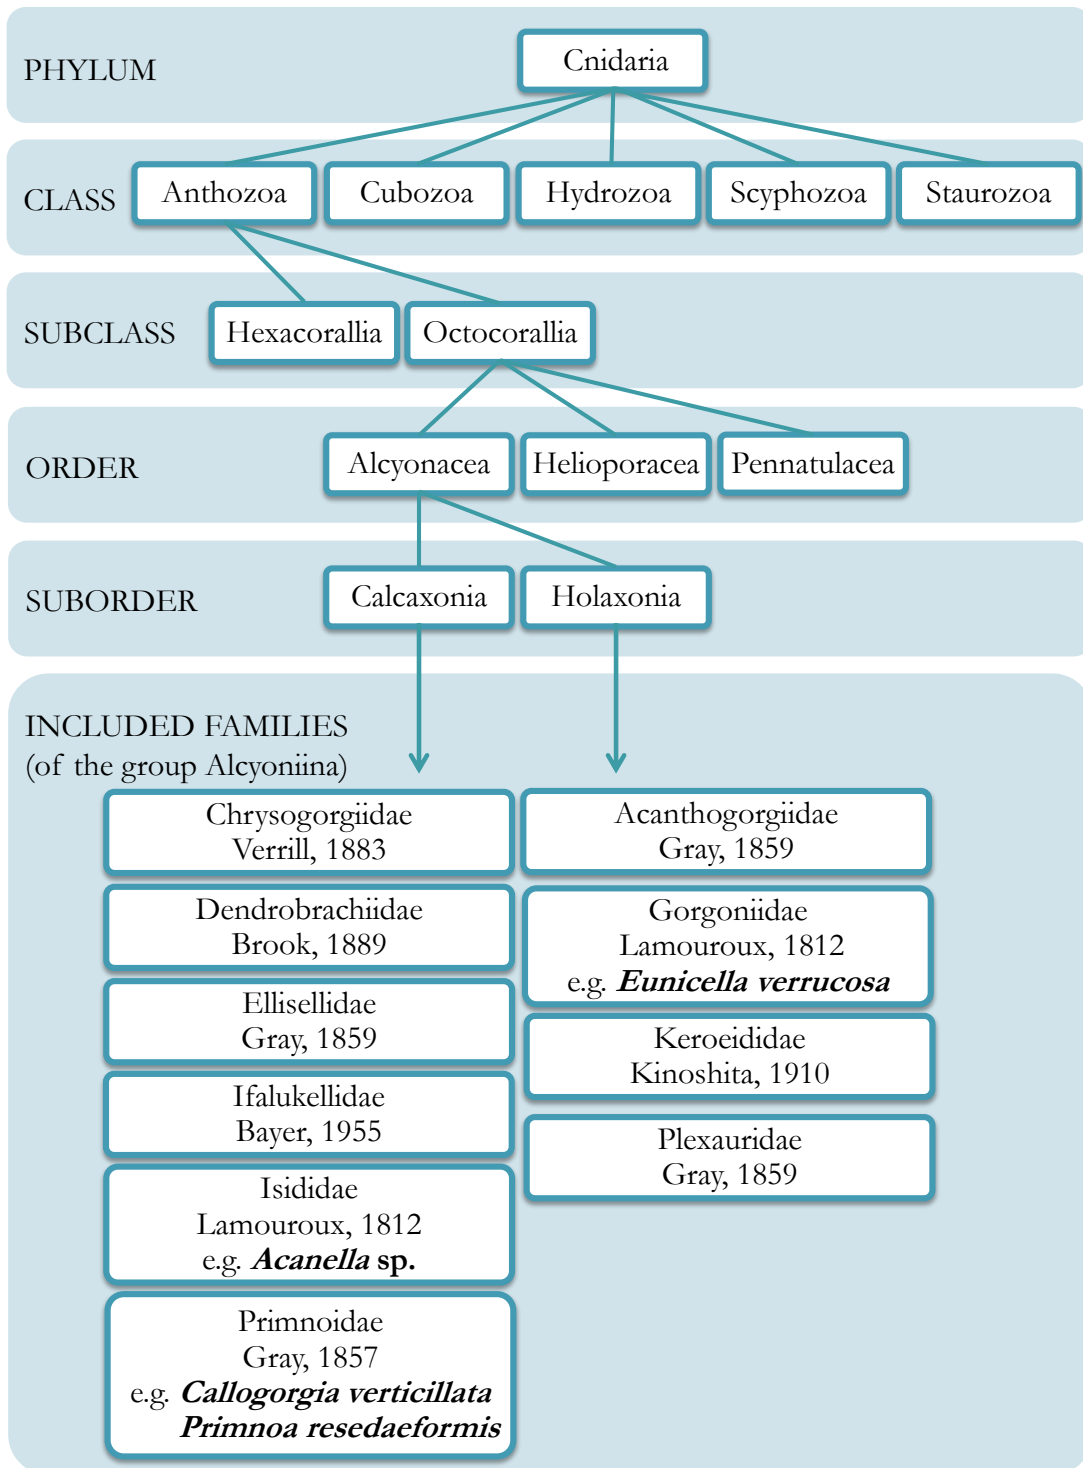 PHYLUM
Cnidaria
CLASS
Anthozoa
Cubozoa
Hydrozoa
Scyphozoa
Staurozoa
SUBCLASS
Hexacorallia
Octocorallia
ORDER
Alcyonacea
Helioporacea
Pennatulacea
SUBORDER
Calcaxonia
Holaxonia
INCLUDED FAMILIES
(of the group Alcyoniina)
Chrysogorgiidae
Verrill, 1883
Dendrobrachiidae
Brook, 1889
Ellisellidae
Gray, 1859
Ifalukellidae
Bayer, 1955
Isididae
Lamouroux, 1812
e.g. Acanella sp.
Primnoidae
Gray, 1857
e.g. Callogorgia verticillata
Primnoa resedaeformis
Acanthogorgiidae
Gray, 1859
Gorgoniidae
Lamouroux, 1812
e.g. Eunicella verrucosa
Keroeididae
Kinoshita, 1910
Plexauridae
Gray, 1859